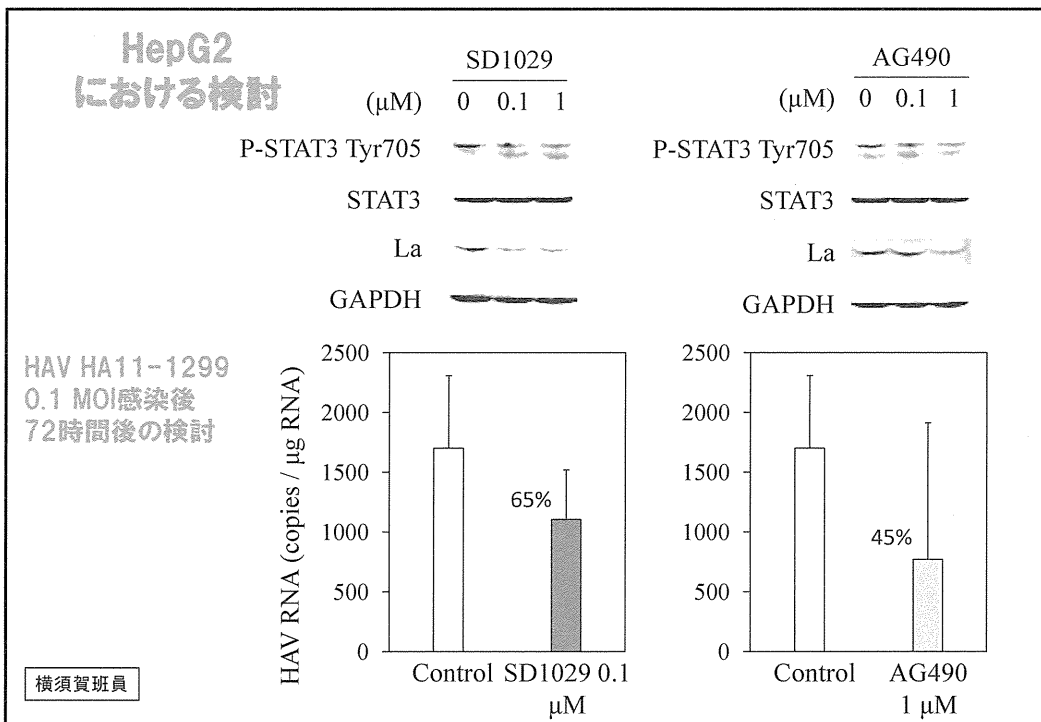 HepG2
における検討
SD1029
(μM) 0 0.1 1
P-STAT3 Tyr705
STAT3
La
GAPDH
AG490
0 0.1 1
P-STAT3 Tyr705
STAT3
La
GAPDH
HAV HA11-1299
0.1 MOI感染後
72時間後の検討
HAV RNA (copies / μg RNA)
2500
2000
1500
1000
500
0
65%
Control SD1029 0.1
μM
2500
2000
1500
1000
500
0
45%
Control AG490
1 μM
横須賀班員